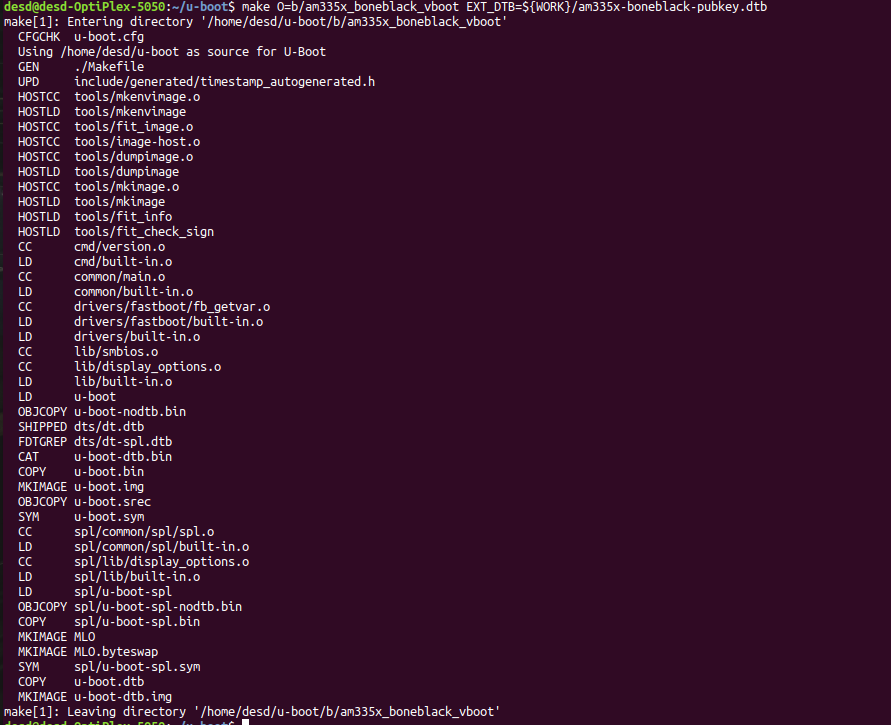 desd@desd-OptiPlex-5050:~/u-boot$ make O=b/am335x_boneblack_vboot EXT_DTB=${WORK}/am335x-boneblack-pubkey.dtb
make[1]: Entering directory '/home/desd/u-boot/b/am335x_boneblack_vboot'
  CFGCHK  u-boot.cfg
  Using /home/desd/u-boot as source for U-Boot
  GEN     ./Makefile
  UPD     include/generated/timestamp_autogenerated.h
  HOSTCC  tools/mkenvimage.o
  HOSTLD  tools/mkenvimage
  HOSTCC  tools/fit_image.o
  HOSTCC  tools/image-host.o
  HOSTCC  tools/dumpimage.o
  HOSTLD  tools/dumpimage
  HOSTCC  tools/mkimage.o
  HOSTLD  tools/mkimage
  HOSTLD  tools/fit_info
  HOSTLD  tools/fit_check_sign
  CC      cmd/version.o
  LD      cmd/built-in.o
  CC      common/main.o
  LD      common/built-in.o
  CC      drivers/fastboot/fb_getvar.o
  LD      drivers/fastboot/built-in.o
  LD      drivers/built-in.o
  CC      lib/smbios.o
  CC      lib/display_options.o
  LD      lib/built-in.o
  LD      u-boot
  OBJCOPY u-boot-nodtb.bin
  SHIPPED dts/dt.dtb
  FDTGREP dts/dt-spl.dtb
  CAT     u-boot-dtb.bin
  COPY    u-boot.bin
  MKIMAGE u-boot.img
  OBJCOPY u-boot.srec
  SYM     u-boot.sym
  CC      spl/common/spl/spl.o
  LD      spl/common/spl/built-in.o
  CC      spl/lib/display_options.o
  LD      spl/lib/built-in.o
  LD      spl/u-boot-spl
  OBJCOPY spl/u-boot-spl-nodtb.bin
  COPY    spl/u-boot-spl.bin
  MKIMAGE MLO
  MKIMAGE MLO.byteswap
  SYM     spl/u-boot-spl.sym
  COPY    u-boot.dtb
  MKIMAGE u-boot-dtb.img
make[1]: Leaving directory '/home/desd/u-boot/b/am335x_boneblack_vboot'
desd@desd-OptiPlex-5050:~/u-boot$